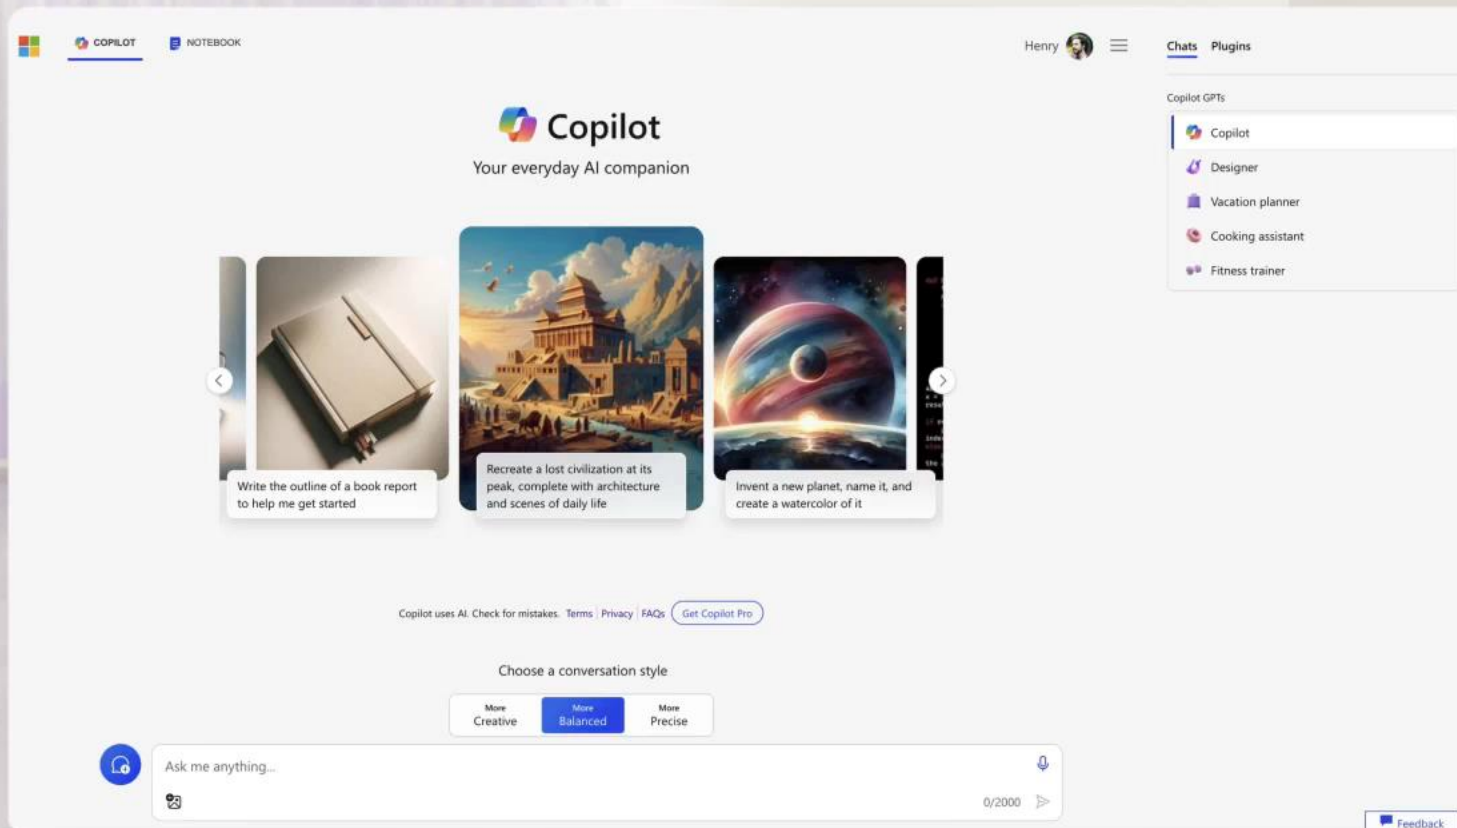 COPILOT
NOTEBOOK
Henry
Chats Plugins
Copilot
Your everyday AI companion
Copilot GPTs
Copilot
Designer
Vacation planner
Cooking assistant
Fitness trainer
Write the outline of a book report
to help me get started
Recreate a lost civilization at its
peak, complete with architecture
and scenes of daily life
Invent a new planet, name it, and
create a watercolor of it
Copilot uses AI. Check for mistakes. Terms Privacy FAQs Get Copilot Pro
Choose a conversation style
More
Creative
More
Balanced
More
Precise
Ask me anything...
0/2000
Feedback